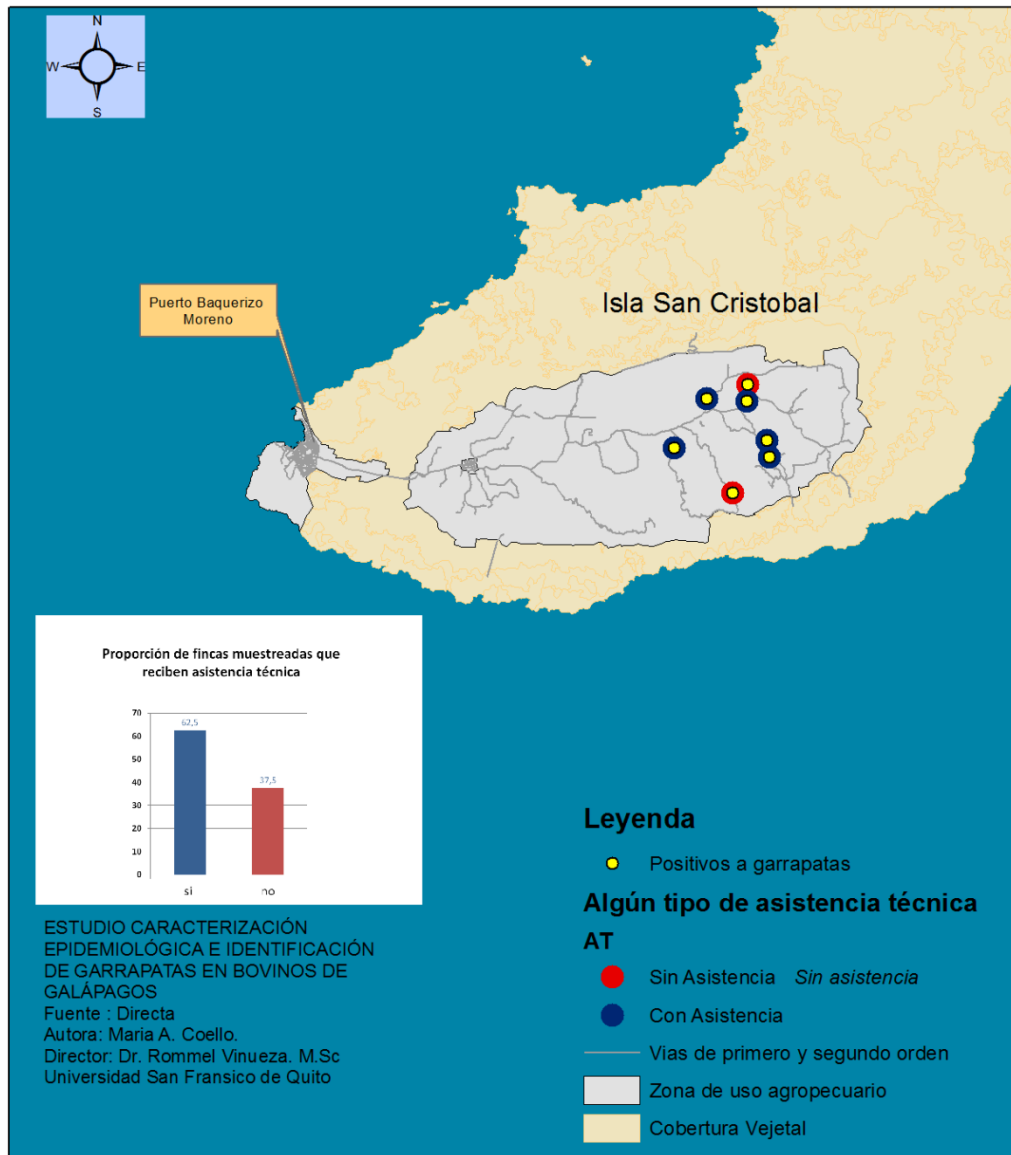 N
W
E
S
Puerto Baquerizo
Moreno
Isla San Cristobal
Proporción de fincas muestreadas que
reciben asistencia técnica
70
60
50
40
30
20
10
0
62,5
37,5
si
no
ESTUDIO CARACTERIZACIÓN
EPIDEMIOLÓGICA E IDENTIFICACIÓN
DE GARRAPATAS EN BOVINOS DE
GALÁPAGOS
Fuente : Directa
Autora: Maria A. Coello.
Director: Dr. Rommel Vinueza. M.Sc
Universidad San Fransico de Quito
Leyenda
Positivos a garrapatas
Algún tipo de asistencia técnica
AT
Sin Asistencia Sin asistencia
Con Asistencia
Vias de primero y segundo orden
Zona de uso agropecuario
Cobertura Vejetal